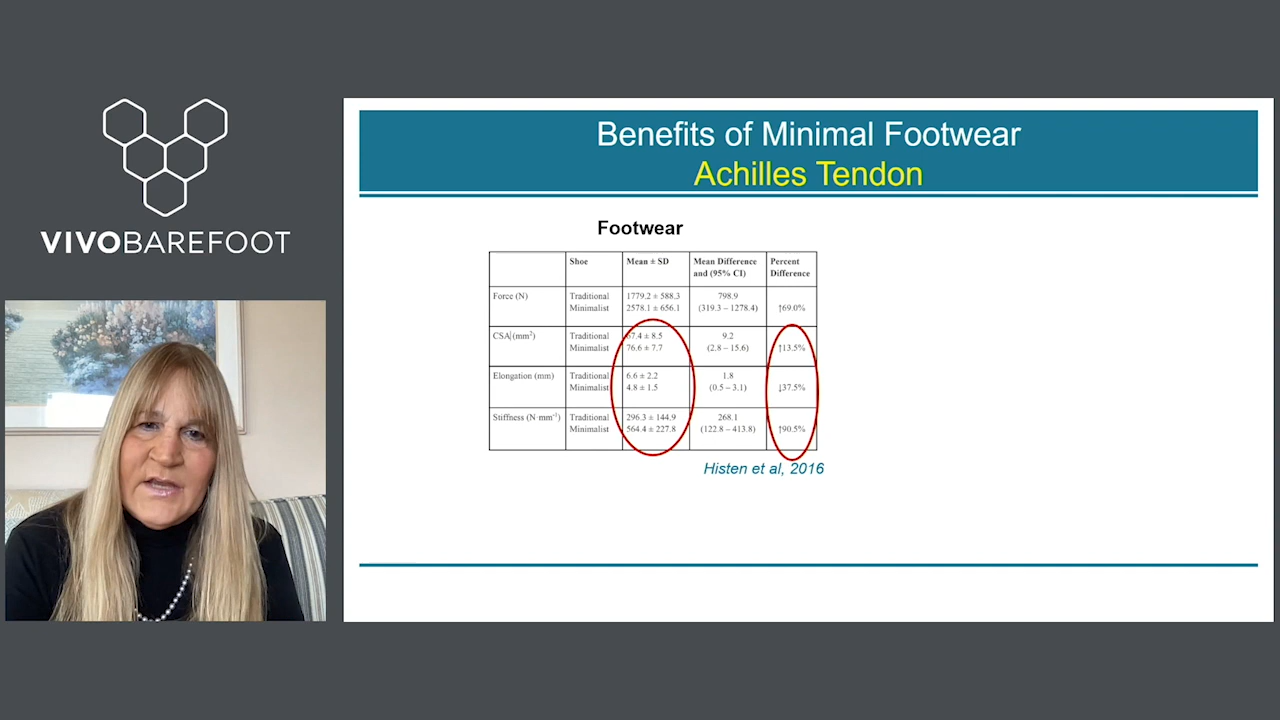 VIVOBAREFOOT
Benefits of Minimal Footwear
Achilles Tendon
Footwear
Shoe Mean ± SD Mean Difference and (95% CI) Percent Difference
Force (N) Traditional 1779.2 ± 588.3 798.9
Minimalist 2578.1 ± 656.1 (319.3 – 1278.4) ↑69.0%
CSA (mm²) Traditional 67.4 ± 8.5 9.2
Minimalist 76.6 ± 7.7 (2.8 – 15.6) ↑13.5%
Elongation (mm) Traditional 6.6 ± 2.2 1.8
Minimalist 4.8 ± 1.5 (0.5 – 3.1) ↓37.5%
Stiffness (N·mm⁻¹) Traditional 296.3 ± 144.9 268.1
Minimalist 564.4 ± 227.8 (122.8 – 413.8) ↑90.5%
Histen et al, 2016